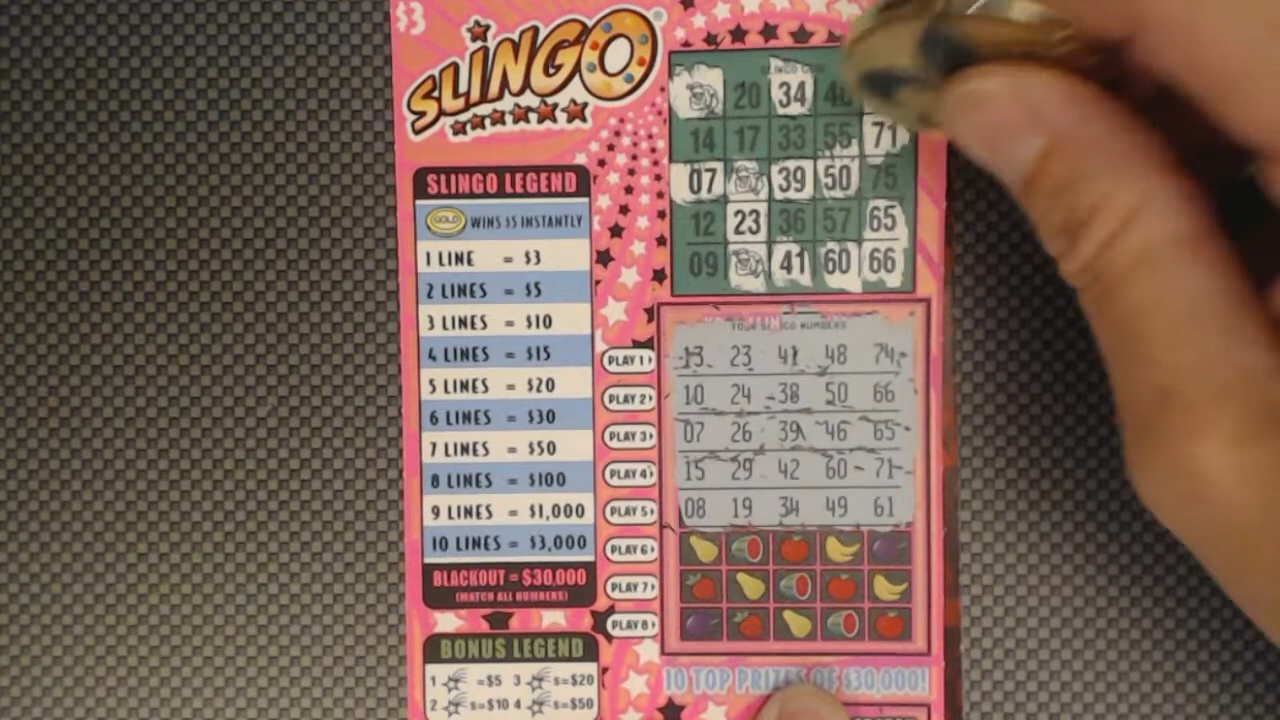 $3
SLINGO®
SLINGO LEGEND
GOLD WINS $5 INSTANTLY
1 LINE = $3
2 LINES = $5
3 LINES = $10
4 LINES = $15
5 LINES = $20
6 LINES = $30
7 LINES = $50
8 LINES = $100
9 LINES = $1,000
10 LINES = $3,000
BLACKOUT = $30,000
(MATCH ALL NUMBERS)
BONUS LEGEND
1 =$5 3 s=$20
2 s=$10 4 s=$50
SLINGO
20 34
14 17 33 55 71
07 39 50 75
12 23 36 57 65
09 41 60 66
YOUR SLINGO NUMBERS
PLAY 1 13 23 41 48 74
PLAY 2 10 24 38 50 66
PLAY 3 07 26 39 46 65
PLAY 4 15 29 42 60 71
PLAY 5 08 19 34 49 61
PLAY 6
PLAY 7
PLAY 8
10 TOP PRIZES OF $30,000!